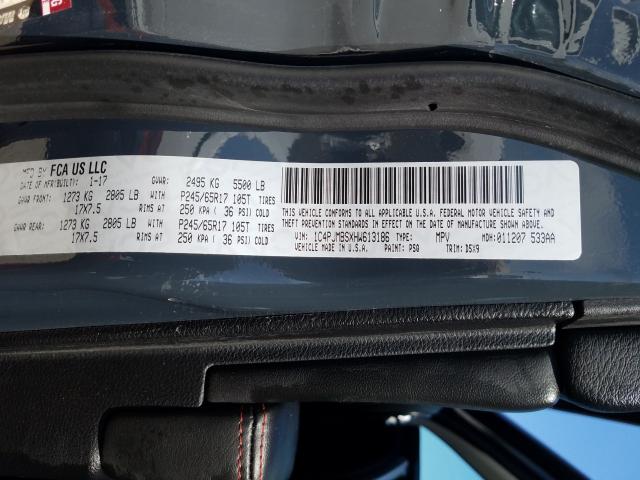 MFD BY FCA US LLC
DATE OF MFR/BUILT: 1-17 GVWR: 2495 KG 5500 LB
GAWR FRONT: 1273 KG 2805 LB WITH P245/65R17 105T TIRES
17X7.5 RIMS AT 250 KPA ( 36 PSI) COLD
GAWR REAR: 1273 KG 2805 LB WITH P245/65R17 105T TIRES
17X7.5 RIMS AT 250 KPA ( 36 PSI) COLD
THIS VEHICLE CONFORMS TO ALL APPLICABLE U.S.A. FEDERAL MOTOR VEHICLE SAFETY AND
THEFT PREVENTION STANDARDS IN EFFECT ON THE DATE OF MANUFACTURE SHOWN ABOVE.
VIN: 1C4PJMBSXHW613186 TYPE: MPV MDH: 011207 533AA
VEHICLE MADE IN U.S.A. PAINT: PSQ TRIM: D5X9